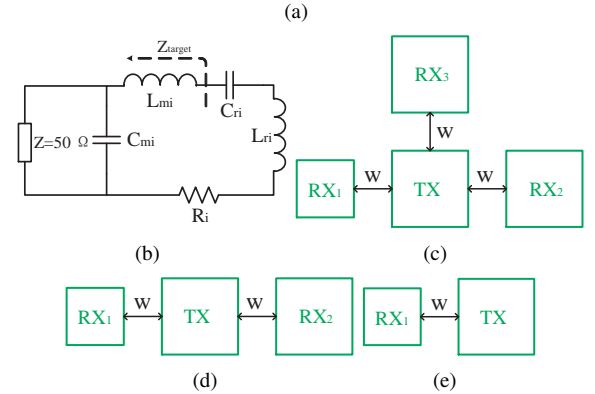 (a)
Ztarget
Lmi
Cri
Lri
Z=50 Ω
Cmi
Ri
(b)
RX3
W
RX1
W
TX
W
RX2
(c)
RX1
W
TX
W
RX2
(d)
RX1
W
TX
(e)